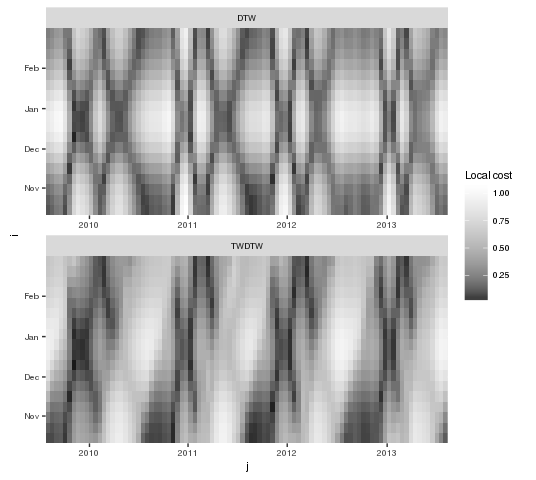 DTW
Feb
Jan
Dec
Nov
2010
2011
2012
2013
i
TWDTW
Feb
Jan
Dec
Nov
2010
2011
2012
2013
j
Local cost
1.00
0.75
0.50
0.25